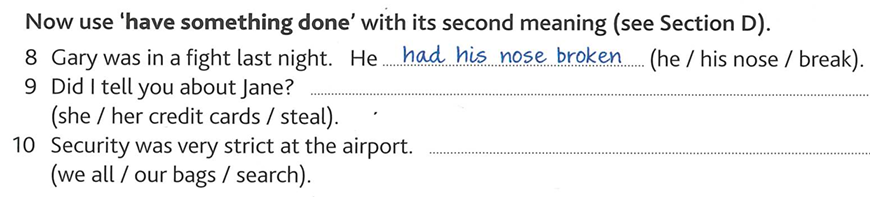 Now use 'have something done' with its second meaning (see Section D).
8 Gary was in a fight last night. He had his nose broken (he / his nose / break).
9 Did I tell you about Jane?
(she / her credit cards / steal).
10 Security was very strict at the airport.
(we all / our bags / search).